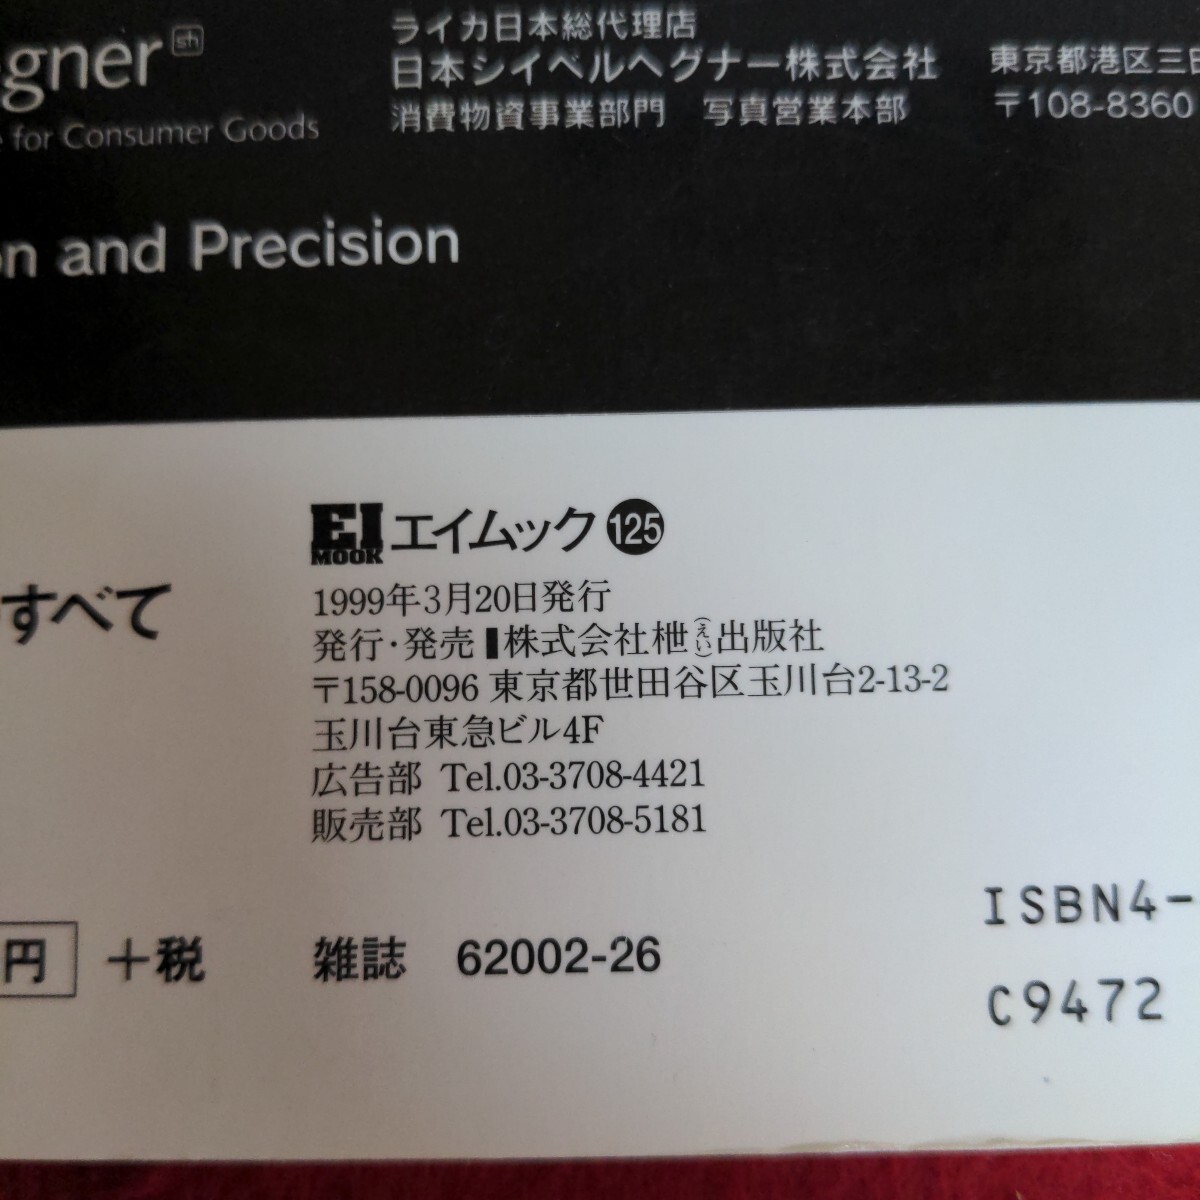 egner sh
for Consumer Goods
ライカ日本総代理店
日本シイベルヘグナー株式会社
消費物資事業部門 写真営業本部
東京都港区三田
〒108-8360
on and Precision
すべて
EI MOOK エイムック 125
1999年3月20日発行
発行・発売 ▌株式会社枻(えい)出版社
〒158-0096 東京都世田谷区玉川台2-13-2
玉川台東急ビル4F
広告部 Tel.03-3708-4421
販売部 Tel.03-3708-5181
円 +税
雑誌 62002-26
ISBN4-
C9472